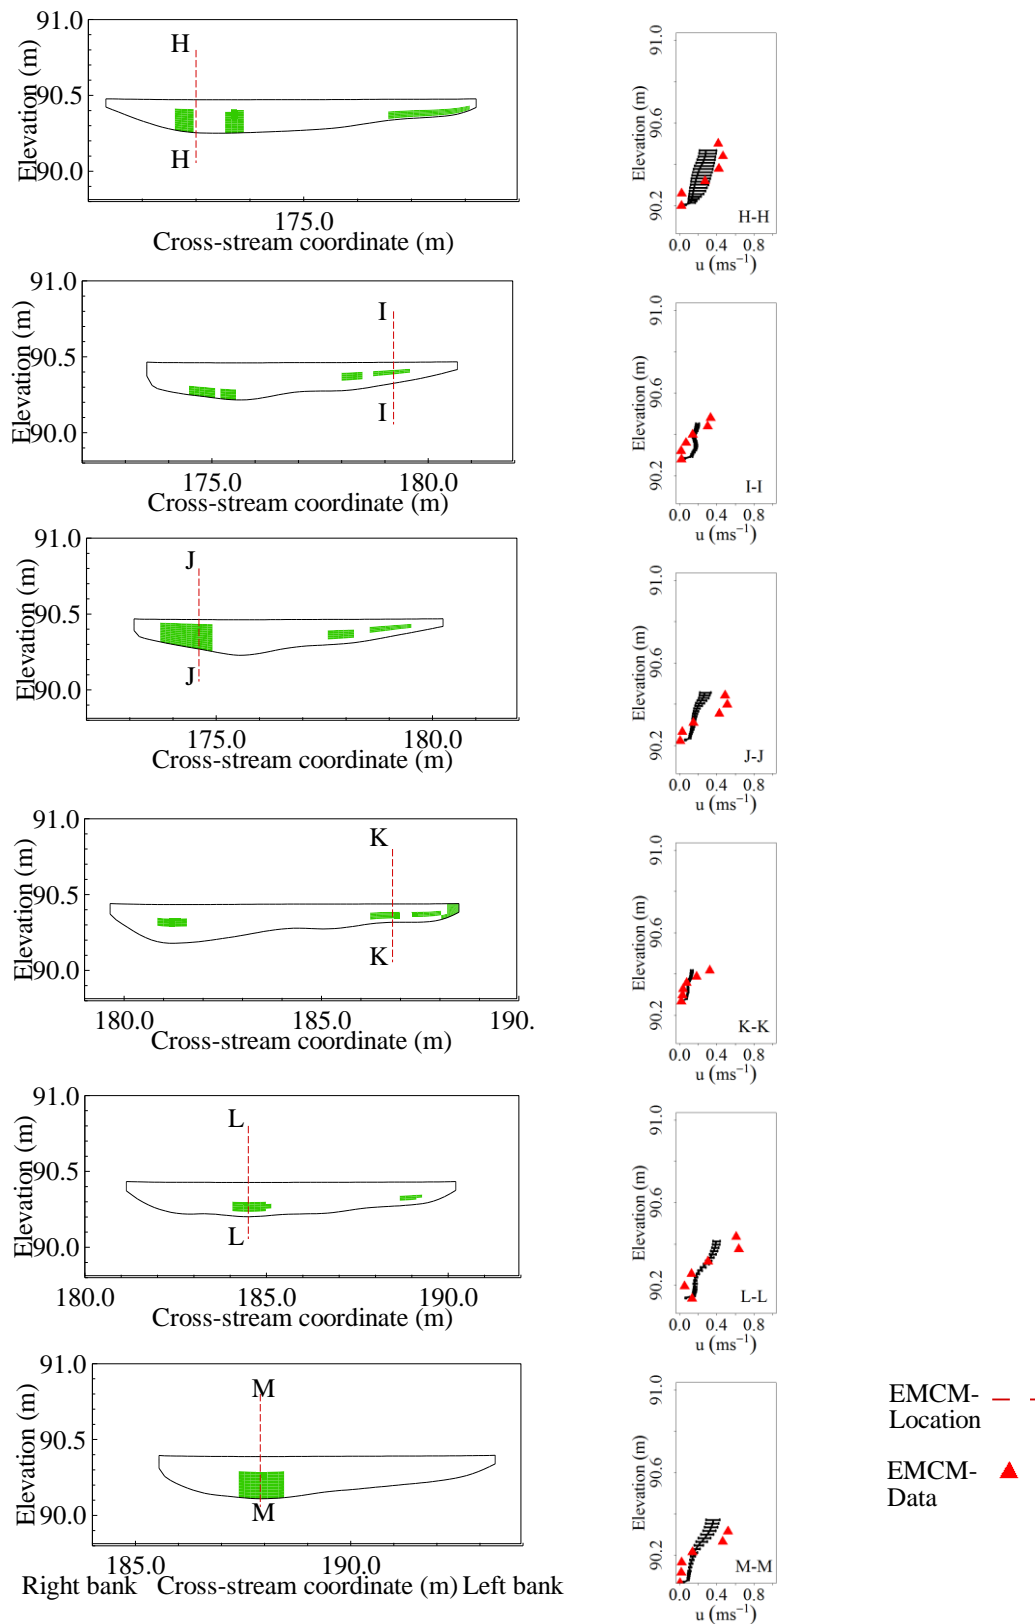 91.0
H
90.5
H
90.0
Elevation (m)
175.0
Cross-stream coordinate (m)
91.0
90.6
90.2
Elevation (m)
H-H
0.0 0.4 0.8
u (ms⁻¹)
91.0
I
90.5
I
90.0
Elevation (m)
175.0 180.0
Cross-stream coordinate (m)
91.0
90.6
90.2
Elevation (m)
I-I
0.0 0.4 0.8
u (ms⁻¹)
91.0
J
90.5
J
90.0
Elevation (m)
175.0 180.0
Cross-stream coordinate (m)
91.0
90.6
90.2
Elevation (m)
J-J
0.0 0.4 0.8
u (ms⁻¹)
91.0
K
90.5
K
90.0
Elevation (m)
180.0 185.0 190.
Cross-stream coordinate (m)
91.0
90.6
90.2
Elevation (m)
K-K
0.0 0.4 0.8
u (ms⁻¹)
91.0
L
90.5
L
90.0
Elevation (m)
180.0 185.0 190.0
Cross-stream coordinate (m)
91.0
90.6
90.2
Elevation (m)
L-L
0.0 0.4 0.8
u (ms⁻¹)
91.0
M
90.5
M
90.0
Elevation (m)
185.0 190.0
Right bank Cross-stream coordinate (m) Left bank
91.0
90.6
90.2
Elevation (m)
M-M
0.0 0.4 0.8
u (ms⁻¹)
EMCM-
Location
EMCM-
Data